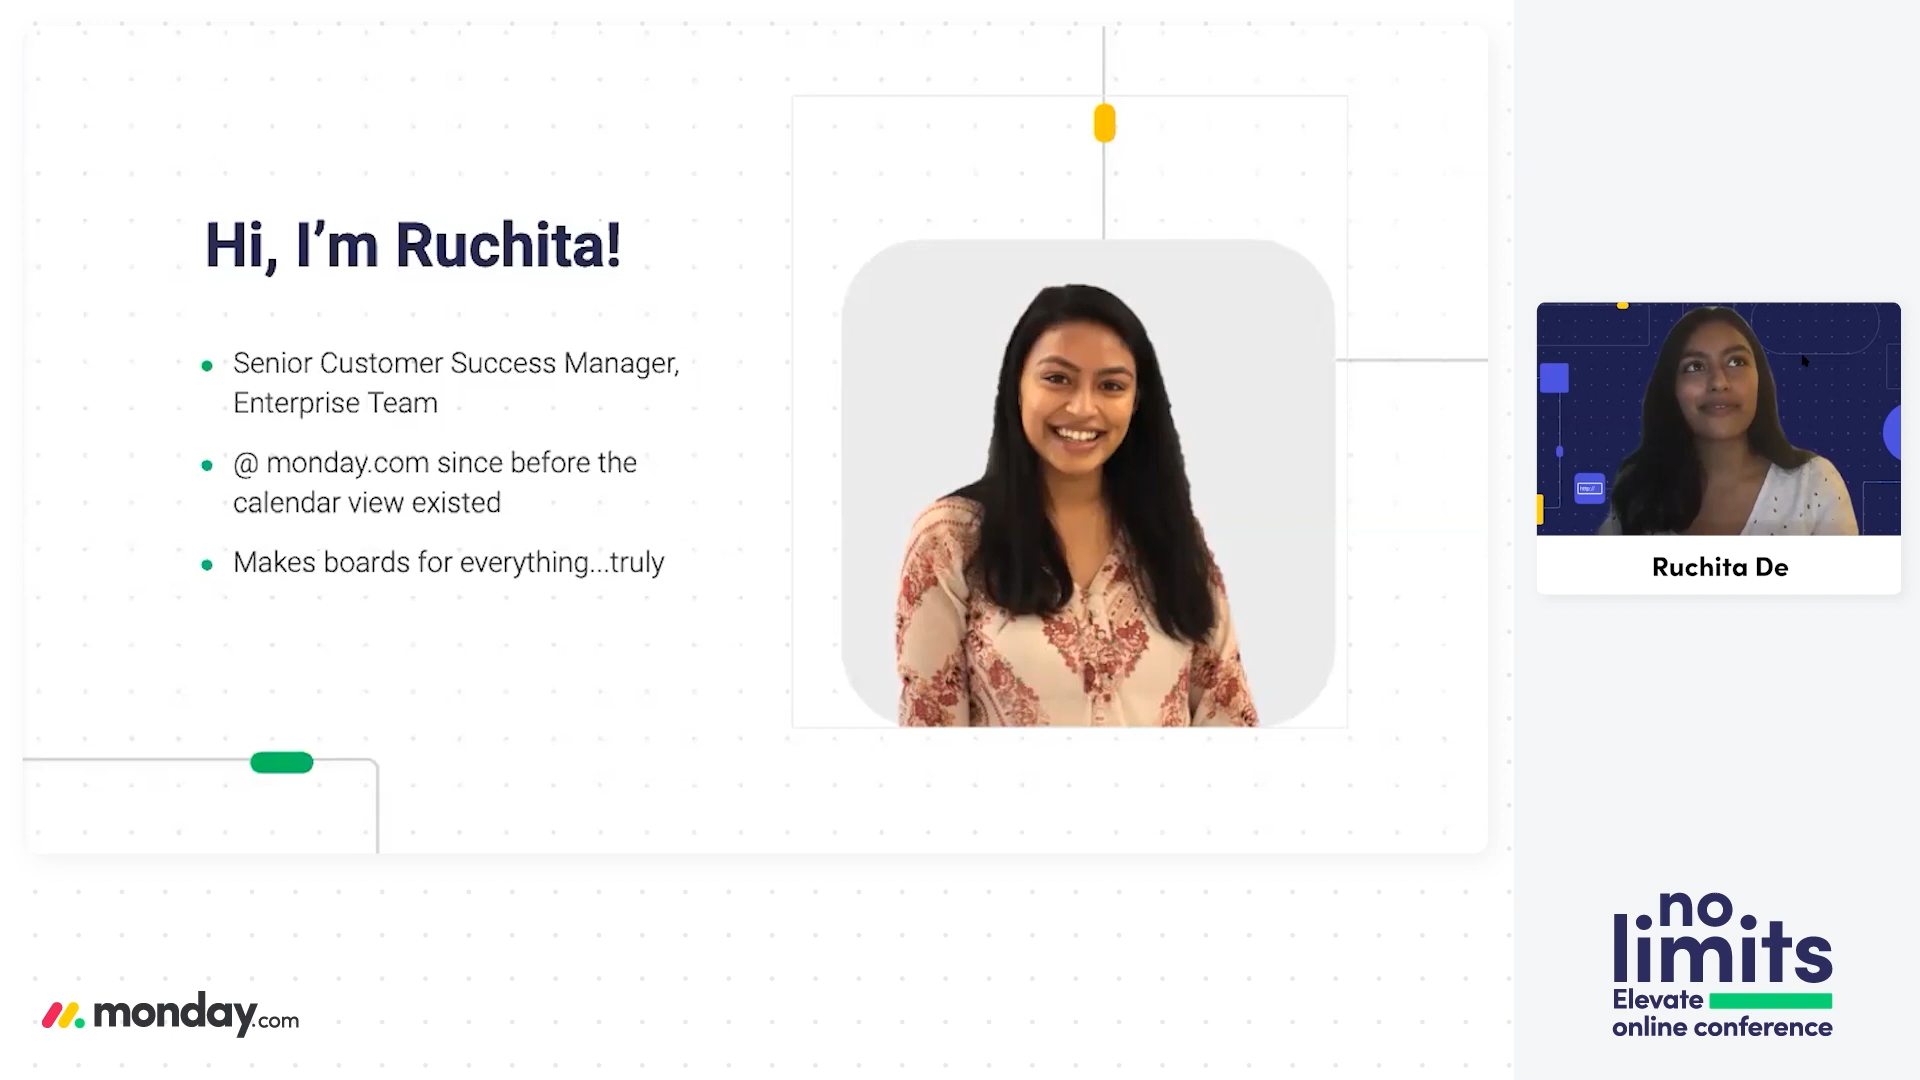 Hi, I’m Ruchita!
Senior Customer Success Manager,
Enterprise Team
@ monday.com since before the
calendar view existed
Makes boards for everything...truly
http://
Ruchita De
monday.com
no
limits
Elevate
online conference